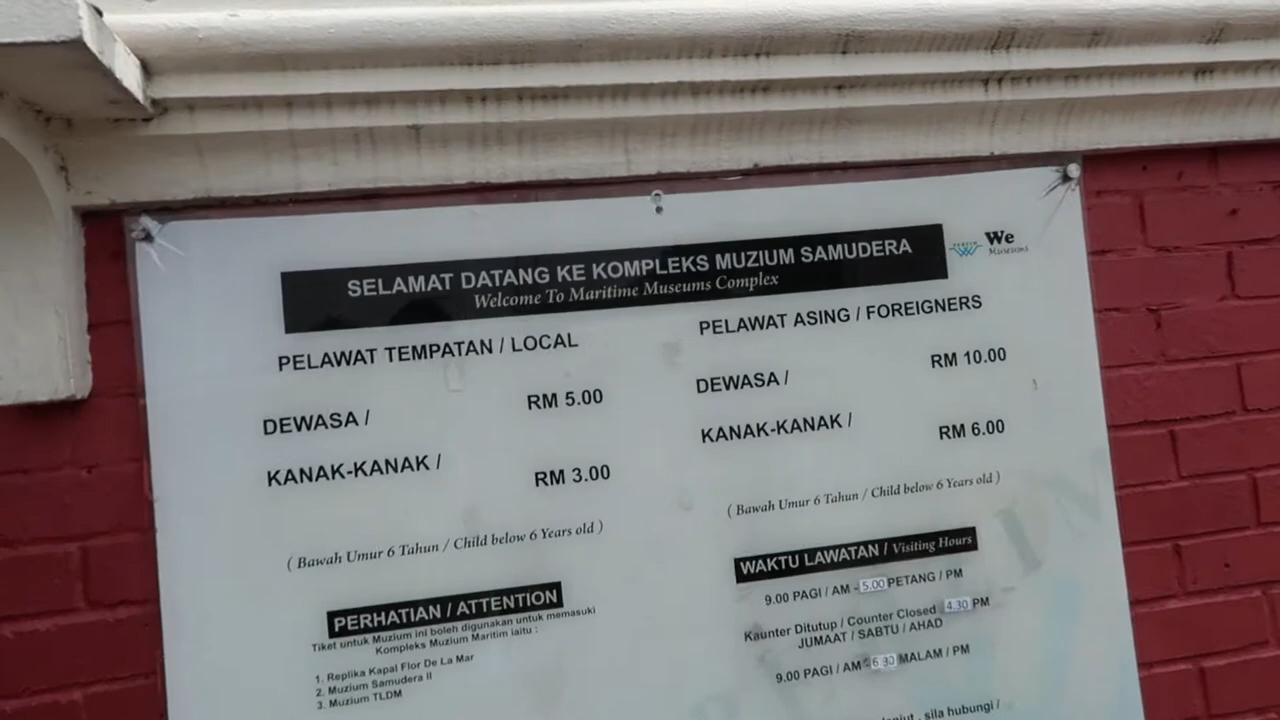 SELAMAT DATANG KE KOMPLEKS MUZIUM SAMUDERA
Welcome To Maritime Museums Complex
PERZIM
We
Museums
PELAWAT TEMPATAN / LOCAL
DEWASA / RM 5.00
KANAK-KANAK / RM 3.00
( Bawah Umur 6 Tahun / Child below 6 Years old )
PERHATIAN / ATTENTION
Tiket untuk Muzium ini boleh digunakan untuk memasuki
Kompleks Muzium Maritim iaitu :
1. Replika Kapal Flor De La Mar
2. Muzium Samudera II
3. Muzium TLDM
PELAWAT ASING / FOREIGNERS
DEWASA / RM 10.00
KANAK-KANAK / RM 6.00
( Bawah Umur 6 Tahun / Child below 6 Years old )
WAKTU LAWATAN / Visiting Hours
9.00 PAGI / AM - 5.00 PETANG / PM
Kaunter Ditutup / Counter Closed 4.30 PM
JUMAAT / SABTU / AHAD
9.00 PAGI / AM - 6.30 MALAM / PM
sila hubungi /